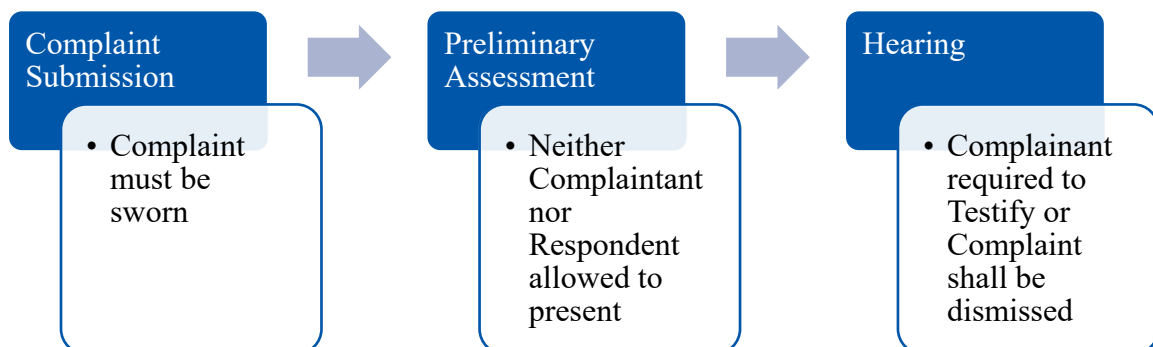 Complaint
Submission
• Complaint
must be
sworn
Preliminary
Assessment
• Neither
Complaintant
nor
Respondent
allowed to
present
Hearing
• Complainant
required to
Testify or
Complaint
shall be
dismissed